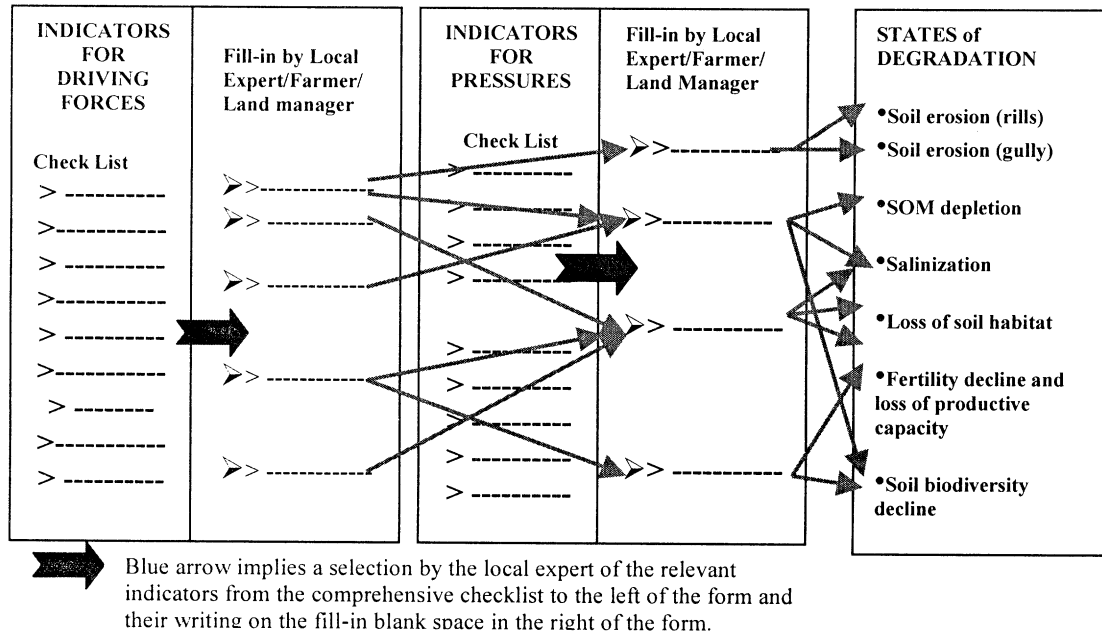 INDICATORS
FOR
DRIVING
FORCES
Check List
> ----------
>----------
> ----------
> ----------
> ----------
>----------
> --------
>----------
> ----------
Fill-in by Local
Expert/Farmer/
Land manager
>----------
>----------
>----------
>----------
> ----------
INDICATORS
FOR
PRESSURES
Check List
> ----------
> ----------
> ----------
> ----------
> ----------
> ----------
> ----------
> ----------
> ----------
Fill-in by Local
Expert/Farmer/
Land Manager
>----------
> ----------
> ----------
> ----------
STATES of
DEGRADATION
•Soil erosion (rills)
•Soil erosion (gully)
•SOM depletion
•Salinization
•Loss of soil habitat
•Fertility decline and
loss of productive
capacity
•Soil biodiversity
decline
Blue arrow implies a selection by the local expert of the relevant
indicators from the comprehensive checklist to the left of the form and
their writing on the fill-in blank space in the right of the form.